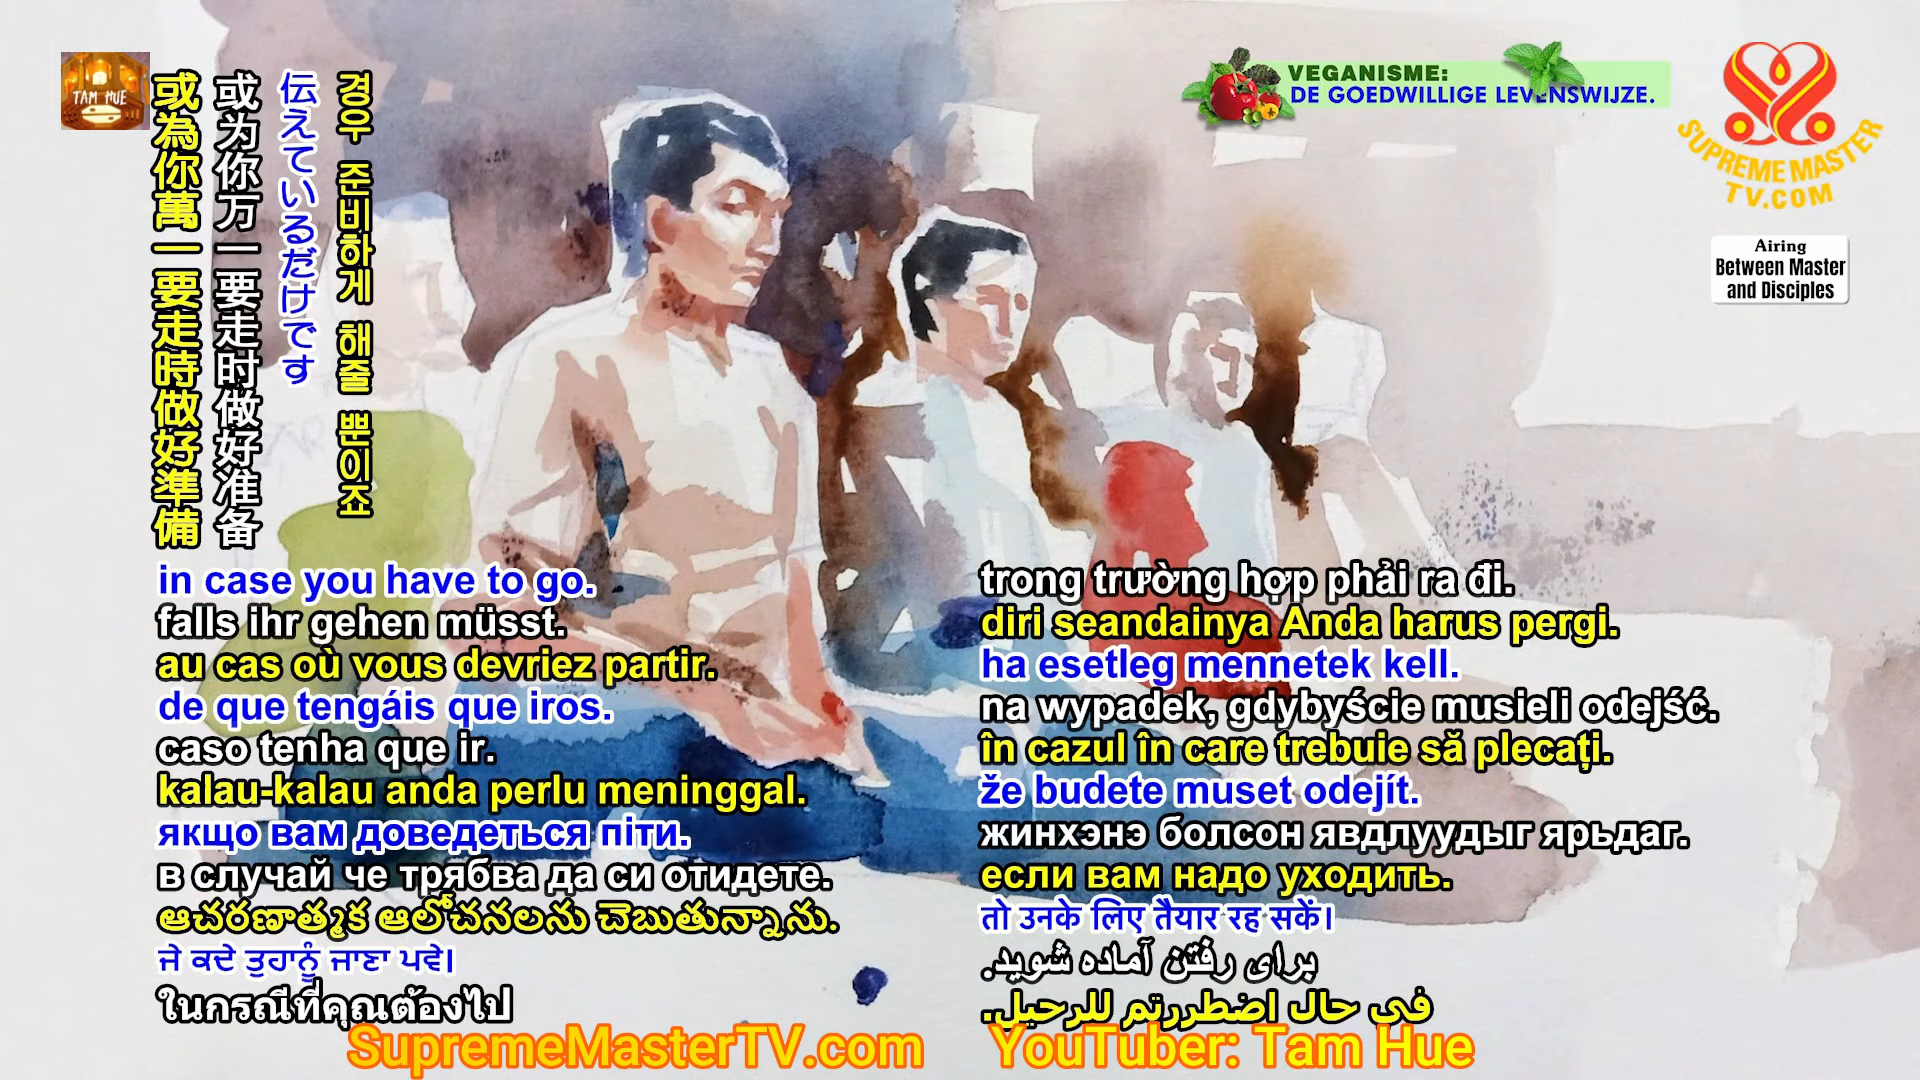 TAM HUE
或為你萬一要走時做好準備
或为你万一要走时做好准备
伝えているだけです
경우 준비하게 해줄 뿐이죠
VEGANISME:
DE GOEDWILLIGE LEVENSWIJZE.
SUPREME MASTER
TV.COM
Airing
Between Master
and Disciples
in case you have to go.
falls ihr gehen müsst.
au cas où vous devriez partir.
de que tengáis que iros.
caso tenha que ir.
kalau-kalau anda perlu meninggal.
якщо вам доведеться піти.
в случай че трябва да си отидете.
ఆచరణాత్మక ఆలోచనలను చెబుతున్నాను.
ਜੇ ਕਦੇ ਤੁਹਾਨੂੰ ਜਾਣਾ ਪਵੇ।
ในกรณีที่คุณต้องไป
trong trường hợp phải ra đi.
diri seandainya Anda harus pergi.
ha esetleg mennetek kell.
na wypadek, gdybyście musieli odejść.
în cazul în care trebuie să plecați.
že budete muset odejít.
жинхэнэ болсон явдлуудыг ярьдаг.
если вам надо уходить.
तो उनके लिए तैयार रह सकें।
برای رفتن آماده شوید.
في حال اضطررتم للرحيل.
SupremeMasterTV.com
YouTuber: Tam Hue